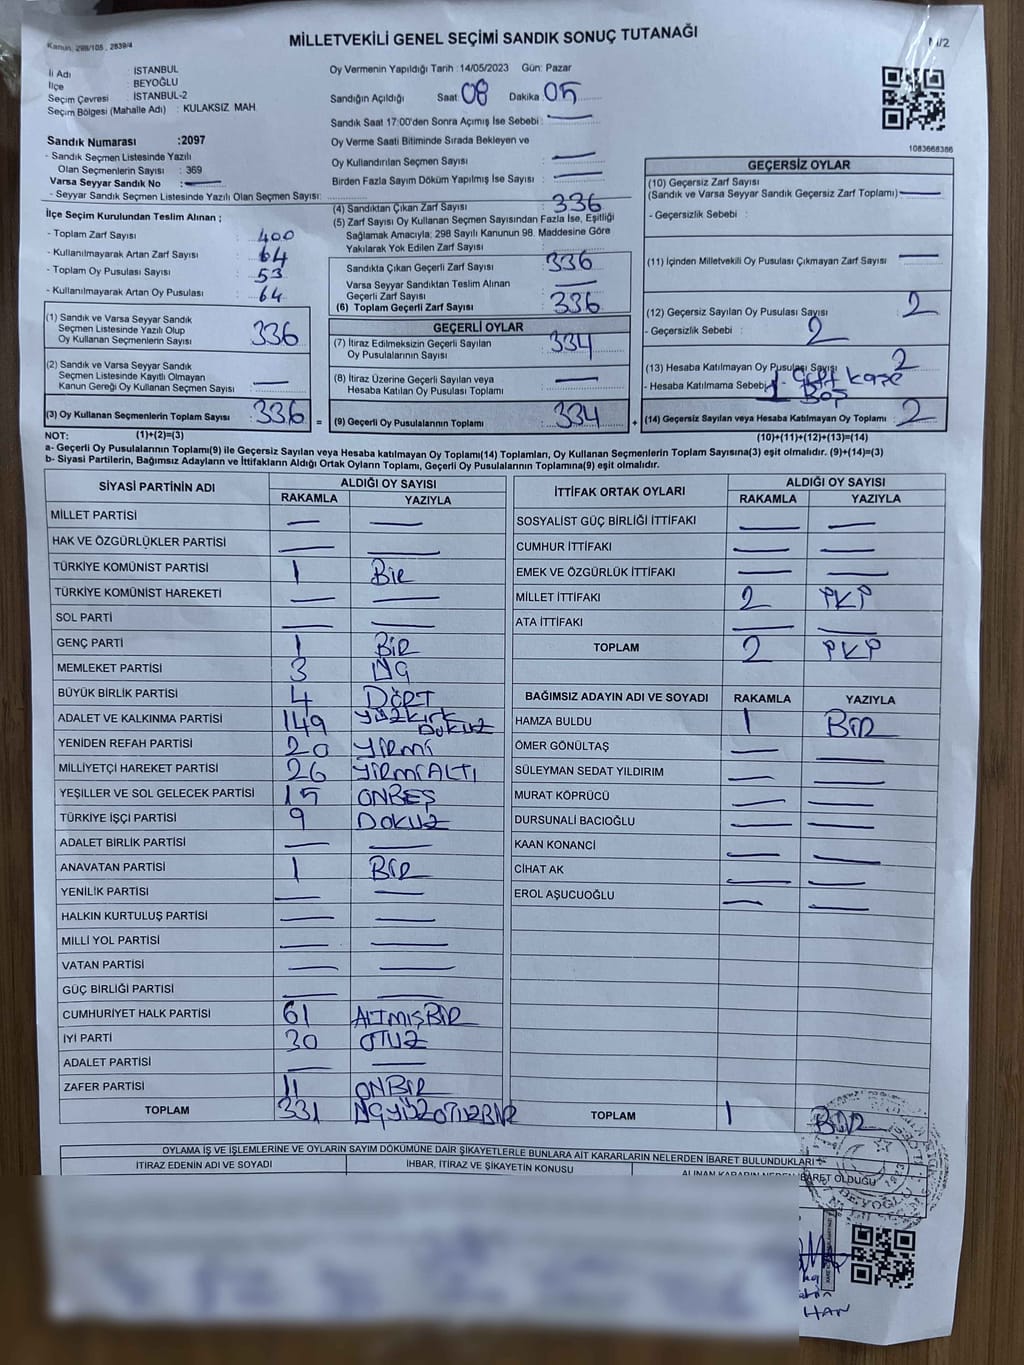 Kanun, 298/105 , 2839/4
MİLLETVEKİLİ GENEL SEÇİMİ SANDIK SONUÇ TUTANAĞI
M/2
İl Adı : İSTANBUL
İlçe : BEYOĞLU
Seçim Çevresi : İSTANBUL-2
Seçim Bölgesi (Mahalle Adı) : KULAKSIZ MAH.
Oy Vermenin Yapıldığı Tarih :14/05/2023 Gün: Pazar
Sandığın Açıldığı Saat: 08 Dakika: 05
Sandık Saat 17:00'den Sonra Açımış İse Sebebi : —
Oy Verme Saati Bitiminde Sırada Bekleyen ve
Oy Kullandırılan Seçmen Sayısı : —
Birden Fazla Sayım Döküm Yapılmış İse Sayısı : —
1083668366
Sandık Numarası :2097
- Sandık Seçmen Listesinde Yazılı
Olan Seçmenlerin Sayısı : 369
Varsa Seyyar Sandık No : —
- Seyyar Sandık Seçmen Listesinde Yazılı Olan Seçmen Sayısı:
İlçe Seçim Kurulundan Teslim Alınan ;
- Toplam Zarf Sayısı : 400
- Kullanılmayarak Artan Zarf Sayısı : 64
- Toplam Oy Pusulası Sayısı : 53
- Kullanılmayarak Artan Oy Pusulası : 64
(1) Sandık ve Varsa Seyyar Sandık
Seçmen Listesinde Yazılı Olup
Oy Kullanan Seçmenlerin Sayısı 336
(2) Sandık ve Varsa Seyyar Sandık
Seçmen Listesinde Kayıtlı Olmayan
Kanun Gereği Oy Kullanan Seçmen Sayısı : —
(3) Oy Kullanan Seçmenlerin Toplam Sayısı : 336 =
(4) Sandıktan Çıkan Zarf Sayısı : 336
(5) Zarf Sayısı Oy Kullanan Seçmen Sayısından Fazla İse, Eşitliği
Sağlamak Amacıyla: 298 Sayılı Kanunun 98. Maddesine Göre
Yakılarak Yok Edilen Zarf Sayısı :
Sandıkta Çıkan Geçerli Zarf Sayısı : 336
Varsa Seyyar Sandıktan Teslim Alınan
Geçerli Zarf Sayısı : —
(6) Toplam Geçerli Zarf Sayısı : 336
GEÇERLİ OYLAR
(7) İtiraz Edilmeksizin Geçerli Sayılan
Oy Pusulalarının Sayısı : 334
(8) İtiraz Üzerine Geçerli Sayılan veya
Hesaba Katılan Oy Pusulası Toplamı : —
(9) Geçerli Oy Pusulalarının Toplamı : 334 +
GEÇERSİZ OYLAR
(10) Geçersiz Zarf Sayısı
(Sandık ve Varsa Seyyar Sandık Geçersiz Zarf Toplamı) : —
- Geçersizlik Sebebi :
(11) İçinden Milletvekili Oy Pusulası Çıkmayan Zarf Sayısı : —
(12) Geçersiz Sayılan Oy Pusulası Sayısı : 2
- Geçersizlik Sebebi : 2
(13) Hesaba Katılmayan Oy Pusulası Sayısı 2
- Hesaba Katılmama Sebebi
Boş
(14) Geçersiz Sayılan veya Hesaba Katılmayan Oy Toplamı : 2
NOT: (1)+(2)=(3)
(10)+(11)+(12)+(13)=(14)
a- Geçerli Oy Pusulalarının Toplamı(9) ile Geçersiz Sayılan veya Hesaba Katılmayan Oy Toplamı(14) Toplamları, Oy Kullanan Seçmenlerin Toplam Sayısına(3) eşit olmalıdır. (9)+(14)=(3)
b- Siyasi Partilerin, Bağımsız Adayların ve İttifakların Aldığı Ortak Oyların Toplamı, Geçerli Oy Pusulalarının Toplamına(9) eşit olmalıdır.
SİYASİ PARTİNİN ADI ALDIĞI OY SAYISI
RAKAMLA YAZIYLA
MİLLET PARTİSİ — —
HAK VE ÖZGÜRLÜKLER PARTİSİ — —
TÜRKİYE KOMÜNİST PARTİSİ 1 Bir
TÜRKİYE KOMÜNİST HAREKETİ — —
SOL PARTİ — —
GENÇ PARTİ 1 BİR
MEMLEKET PARTİSİ 3 ÜÇ
BÜYÜK BİRLİK PARTİSİ 4 DÖRT
ADALET VE KALKINMA PARTİSİ 149 YÜZKIRK DOKUZ
YENİDEN REFAH PARTİSİ 20 YİRMİ
MİLLİYETÇİ HAREKET PARTİSİ 26 YİRMİALTI
YEŞİLLER VE SOL GELECEK PARTİSİ 15 ONBEŞ
TÜRKİYE İŞÇİ PARTİSİ 9 DOKUZ
ADALET BİRLİK PARTİSİ — —
ANAVATAN PARTİSİ 1 BİR
YENİLİK PARTİSİ — —
HALKIN KURTULUŞ PARTİSİ — —
MİLLİ YOL PARTİSİ — —
VATAN PARTİSİ — —
GÜÇ BİRLİĞİ PARTİSİ — —
CUMHURİYET HALK PARTİSİ 61 ALTMIŞBİR
İYİ PARTİ 30 OTUZ
ADALET PARTİSİ — —
ZAFER PARTİSİ 11 ONBİR
TOPLAM 331 ÜÇYÜZOTUZBİR
İTTİFAK ORTAK OYLARI ALDIĞI OY SAYISI
RAKAMLA YAZIYLA
SOSYALİST GÜÇ BİRLİĞİ İTTİFAKI — —
CUMHUR İTTİFAKI — —
EMEK VE ÖZGÜRLÜK İTTİFAKI — —
MİLLET İTTİFAKI 2 İKİ
ATA İTTİFAKI — —
TOPLAM 2 İKİ
BAĞIMSIZ ADAYIN ADI VE SOYADI RAKAMLA YAZIYLA
HAMZA BULDU 1 BİR
ÖMER GÖNÜLTAŞ — —
SÜLEYMAN SEDAT YILDIRIM — —
MURAT KÖPRÜCÜ — —
DURSUNALİ BACIOĞLU — —
KAAN KONANCİ — —
CİHAT AK — —
EROL AŞUCUOĞLU — —
TOPLAM 1 BİR
OYLAMA İŞ VE İŞLEMLERİNE VE OYLARIN SAYIM DÖKÜMÜNE DAİR ŞİKAYETLERLE BUNLARA AİT KARARLARIN NELERDEN İBARET BULUNDUKLARI
İTİRAZ EDENİN ADI VE SOYADI İHBAR, İTİRAZ VE ŞİKAYETİN KONUSU ALINAN KARARIN NEDEN İBARET OLDUĞU
BEYOĞLU
HAN